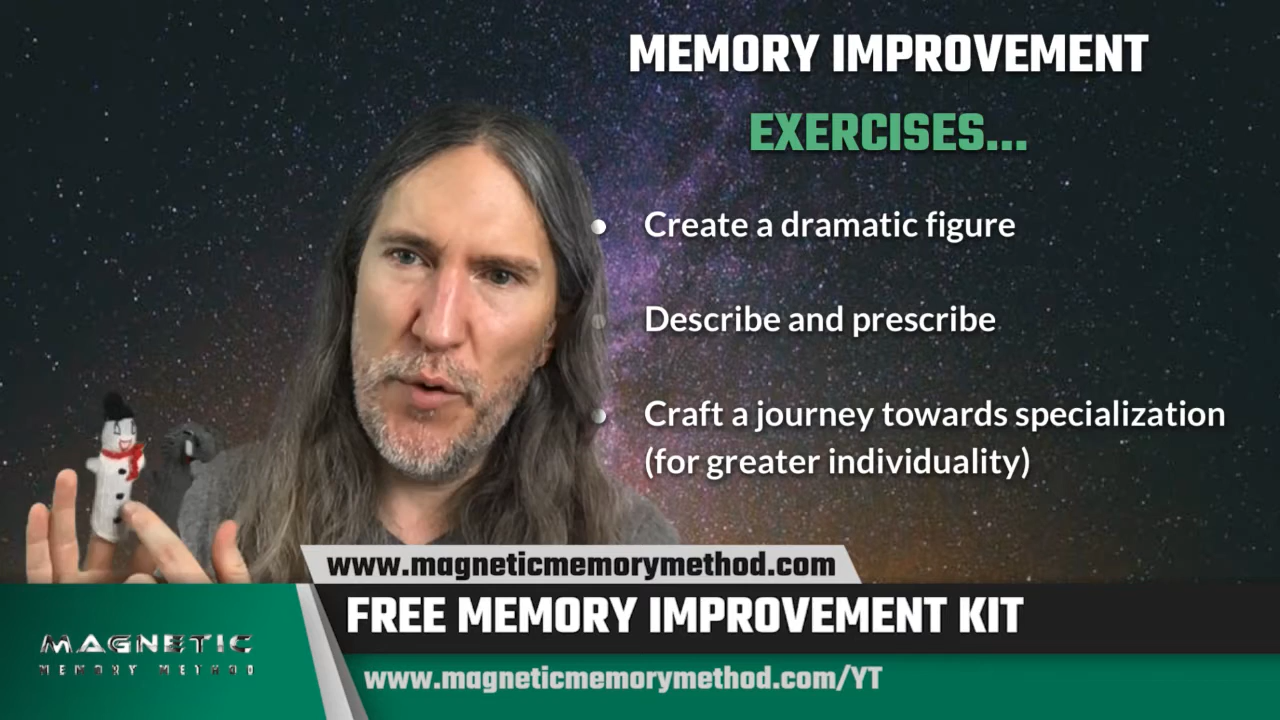 MEMORY IMPROVEMENT
EXERCISES...
Create a dramatic figure
Describe and prescribe
Craft a journey towards specialization
(for greater individuality)
www.magneticmemorymethod.com
FREE MEMORY IMPROVEMENT KIT
MAGNETIC
MEMORY METHOD
www.magneticmemorymethod.com/YT